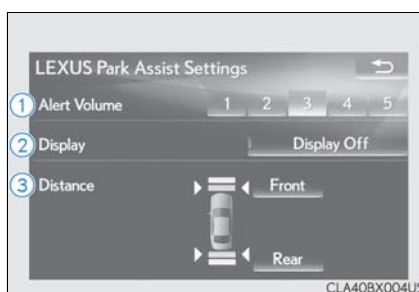 LEXUS Park Assist Settings
1 Alert Volume 1 2 3 4 5
2 Display Display Off
3 Distance Front
Rear
CLA40BX004US